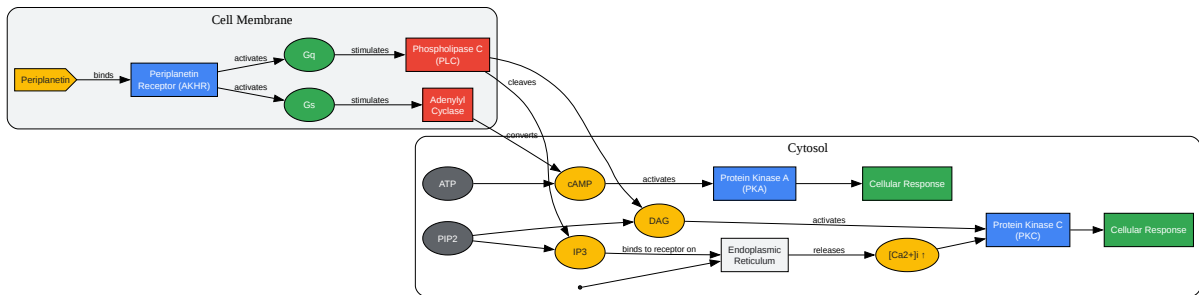 Cell Membrane
Periplanetin
binds
Periplanetin
Receptor (AKHR)
activates
activates
Gq
Gs
stimulates
stimulates
Phospholipase C
(PLC)
Adenylyl
Cyclase
cleaves
converts
Cytosol
ATP
cAMP
activates
Protein Kinase A
(PKA)
Cellular Response
PIP2
DAG
activates
Protein Kinase C
(PKC)
Cellular Response
IP3
binds to receptor on
Endoplasmic
Reticulum
releases
[Ca2+]i ↑